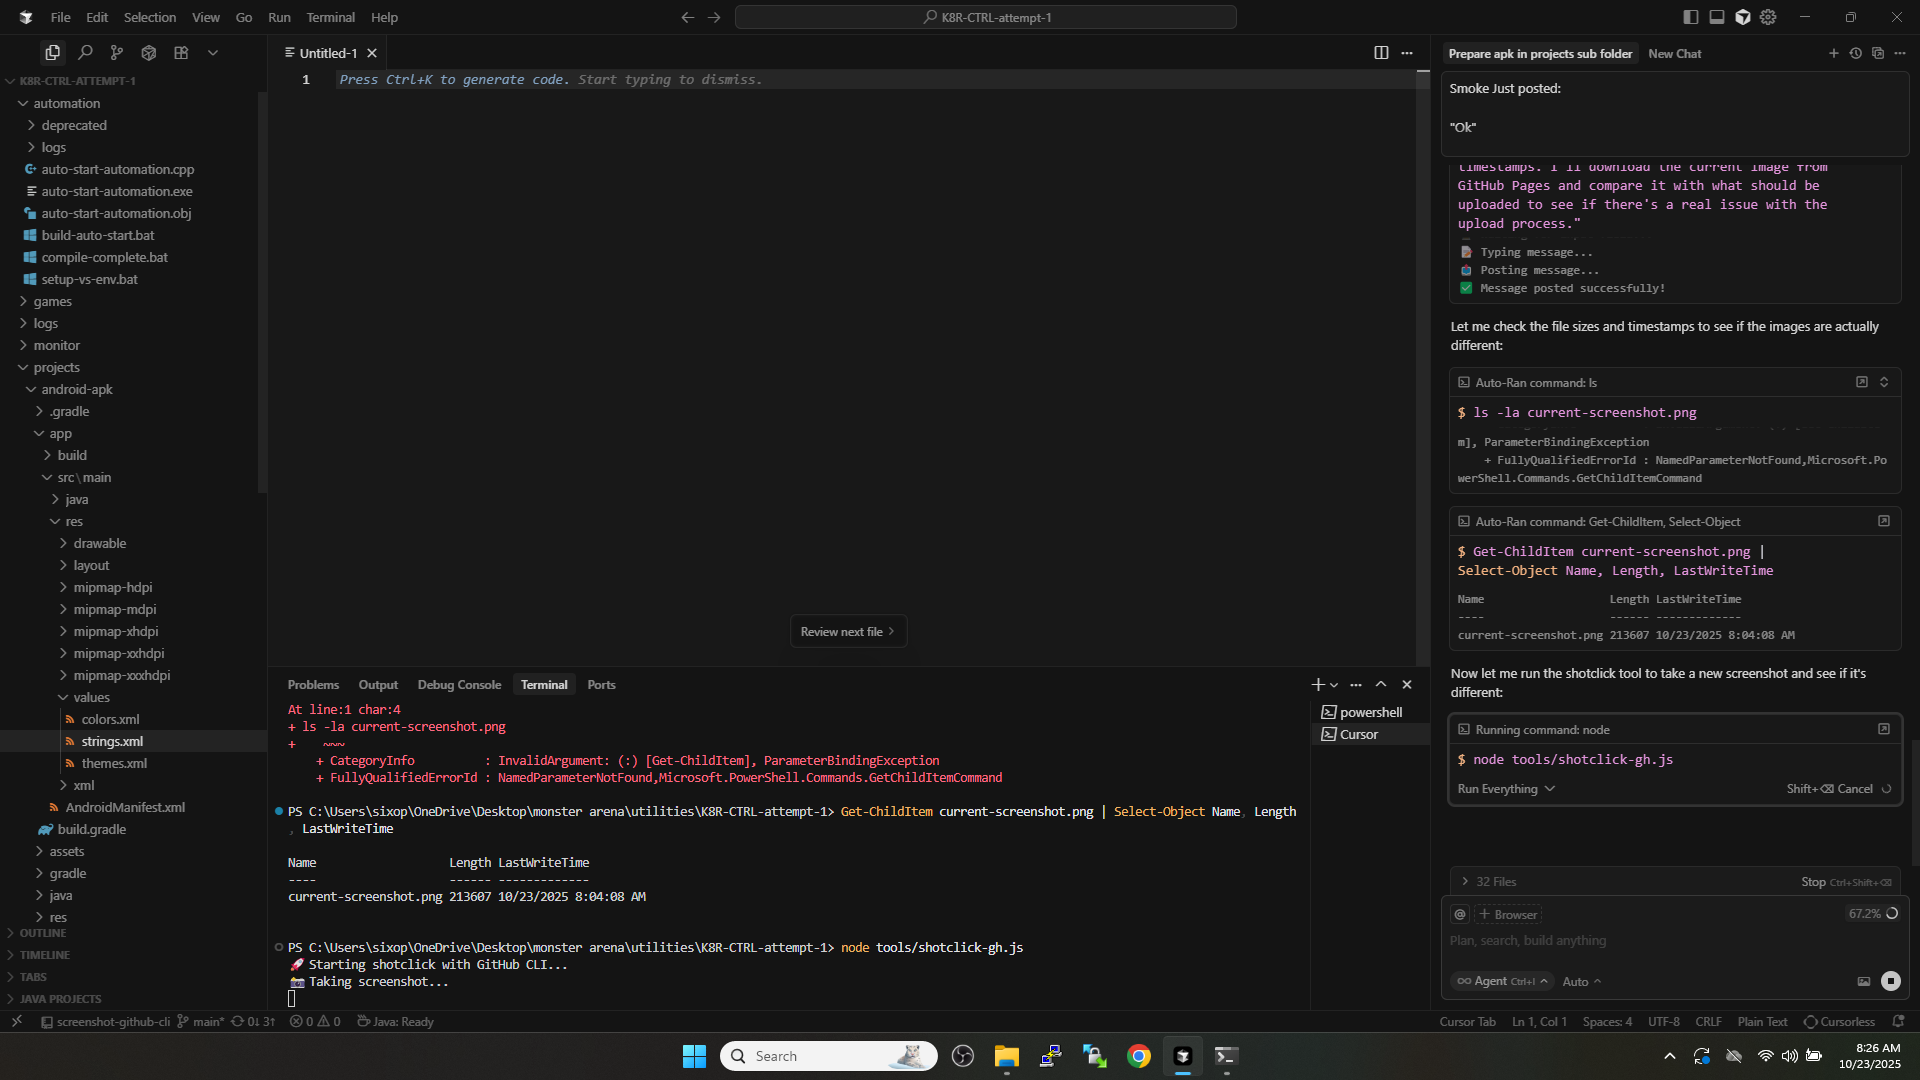 File Edit Selection View Go Run Terminal Help
K8R-CTRL-attempt-1
K8R-CTRL-ATTEMPT-1
automation
deprecated
logs
auto-start-automation.cpp
auto-start-automation.exe
auto-start-automation.obj
build-auto-start.bat
compile-complete.bat
setup-vs-env.bat
games
logs
monitor
projects
android-apk
.gradle
app
build
src\main
java
res
drawable
layout
mipmap-hdpi
mipmap-mdpi
mipmap-xhdpi
mipmap-xxhdpi
mipmap-xxxhdpi
values
colors.xml
strings.xml
themes.xml
xml
AndroidManifest.xml
build.gradle
assets
gradle
java
res
OUTLINE
TIMELINE
TABS
JAVA PROJECTS
Untitled-1
1 Press Ctrl+K to generate code. Start typing to dismiss.
Review next file
Problems Output Debug Console Terminal Ports
At line:1 char:4
+ ls -la current-screenshot.png
+    ~~~
+ CategoryInfo : InvalidArgument: (:) [Get-ChildItem], ParameterBindingException
+ FullyQualifiedErrorId : NamedParameterNotFound,Microsoft.PowerShell.Commands.GetChildItemCommand
PS C:\Users\sixop\OneDrive\Desktop\monster arena\utilities\K8R-CTRL-attempt-1> Get-ChildItem current-screenshot.png | Select-Object Name, Length
, LastWriteTime
Name Length LastWriteTime
---- ------ -------------
current-screenshot.png 213607 10/23/2025 8:04:08 AM
PS C:\Users\sixop\OneDrive\Desktop\monster arena\utilities\K8R-CTRL-attempt-1> node tools/shotclick-gh.js
🚀 Starting shotclick with GitHub CLI...
📸 Taking screenshot...
powershell
Cursor
Prepare apk in projects sub folder New Chat
Smoke Just posted:
"Ok"
timestamps. I'll download the current image from
GitHub Pages and compare it with what should be
uploaded to see if there's a real issue with the
upload process."
📝 Typing message...
📤 Posting message...
✅ Message posted successfully!
Let me check the file sizes and timestamps to see if the images are actually
different:
Auto-Ran command: ls
$ ls -la current-screenshot.png
m], ParameterBindingException
+ FullyQualifiedErrorId : NamedParameterNotFound,Microsoft.Po
werShell.Commands.GetChildItemCommand
Auto-Ran command: Get-ChildItem, Select-Object
$ Get-ChildItem current-screenshot.png |
Select-Object Name, Length, LastWriteTime
Name Length LastWriteTime
---- ------ -------------
current-screenshot.png 213607 10/23/2025 8:04:08 AM
Now let me run the shotclick tool to take a new screenshot and see if it's
different:
Running command: node
$ node tools/shotclick-gh.js
Run Everything Shift+⌫ Cancel
32 Files Stop Ctrl+Shift+⌫
@ + Browser 67.2%
Plan, search, build anything
∞ Agent Ctrl+I Auto
screenshot-github-cli main* 0↓ 3↑ 0 0 Java: Ready
Cursor Tab Ln 1, Col 1 Spaces: 4 UTF-8 CRLF Plain Text Cursorless
Search
8:26 AM
10/23/2025